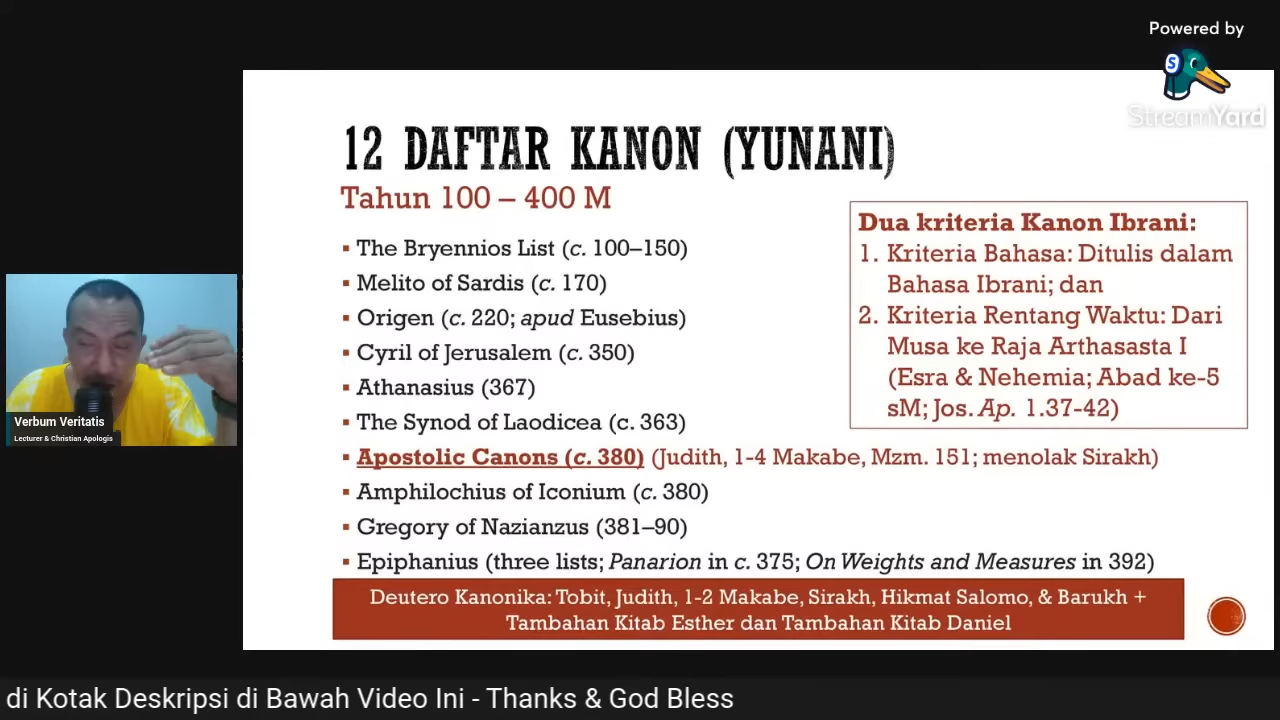 Powered by
S
StreamYard
12 DAFTAR KANON (YUNANI)
Tahun 100 – 400 M
▪ The Bryennios List (c. 100–150)
▪ Melito of Sardis (c. 170)
▪ Origen (c. 220; apud Eusebius)
▪ Cyril of Jerusalem (c. 350)
▪ Athanasius (367)
▪ The Synod of Laodicea (c. 363)
▪ Apostolic Canons (c. 380) (Judith, 1-4 Makabe, Mzm. 151; menolak Sirakh)
▪ Amphilochius of Iconium (c. 380)
▪ Gregory of Nazianzus (381–90)
▪ Epiphanius (three lists; Panarion in c. 375; On Weights and Measures in 392)
Dua kriteria Kanon Ibrani:
1. Kriteria Bahasa: Ditulis dalam
Bahasa Ibrani; dan
2. Kriteria Rentang Waktu: Dari
Musa ke Raja Arthasasta I
(Esra & Nehemia; Abad ke-5
sM; Jos. Ap. 1.37-42)
Deutero Kanonika: Tobit, Judith, 1-2 Makabe, Sirakh, Hikmat Salomo, & Barukh +
Tambahan Kitab Esther dan Tambahan Kitab Daniel
Verbum Veritatis
Lecturer & Christian Apologis
di Kotak Deskripsi di Bawah Video Ini - Thanks & God Bless